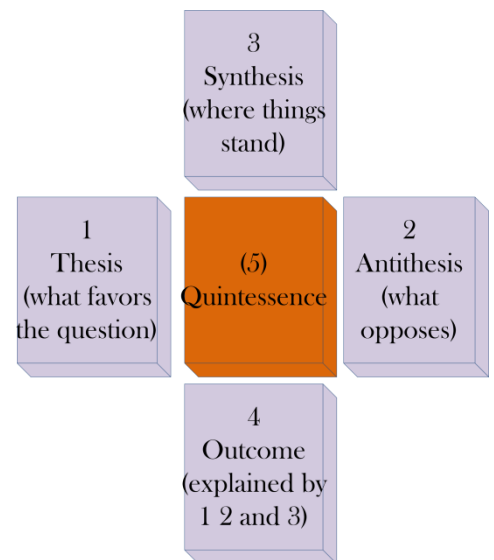 3
Synthesis
(where things
stand)
1
Thesis
(what favors
the question)
(5)
Quintessence
2
Antithesis
(what
opposes)
4
Outcome
(explained by
1 2 and 3)